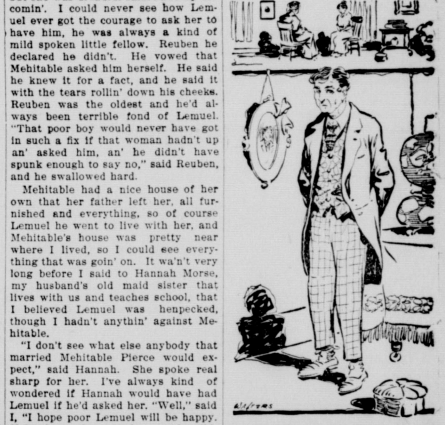 comin'. I could never see how Lem-
uel ever got the courage to ask her to
have him, he was always a kind of
mild spoken little fellow. Reuben he
declared he didn't. He vowed that
Mehitable asked him herself. He said
he knew it for a fact, and he said it
with the tears rollin' down his cheeks.
Reuben was the oldest and he'd al-
ways been terrible fond of Lemuel.
"That poor boy would never have got
in such a fix if that woman hadn't up
an' asked him, an' he didn't have
spunk enough to say no," said Reuben,
and he swallowed hard.
Mehitable had a nice house of her
own that her father left her, all fur-
nished and everything, so of course
Lemuel he went to live with her, and
Mehitable's house was pretty near
where I lived, so I could see every-
thing that was goin' on. It wa'n't very
long before I said to Hannah Morse,
my husband's old maid sister that
lives with us and teaches school, that
I believed Lemuel was henpecked,
though I hadn't anythin' against Me-
hitable.
"I don't see what else anybody that
married Mehitable Pierce would ex-
pect," said Hannah. She spoke real
sharp for her. I've always kind of
wondered if Hannah would have had
Lemuel if he'd asked her. "Well," said
I, "I hope poor Lemuel will be happy.